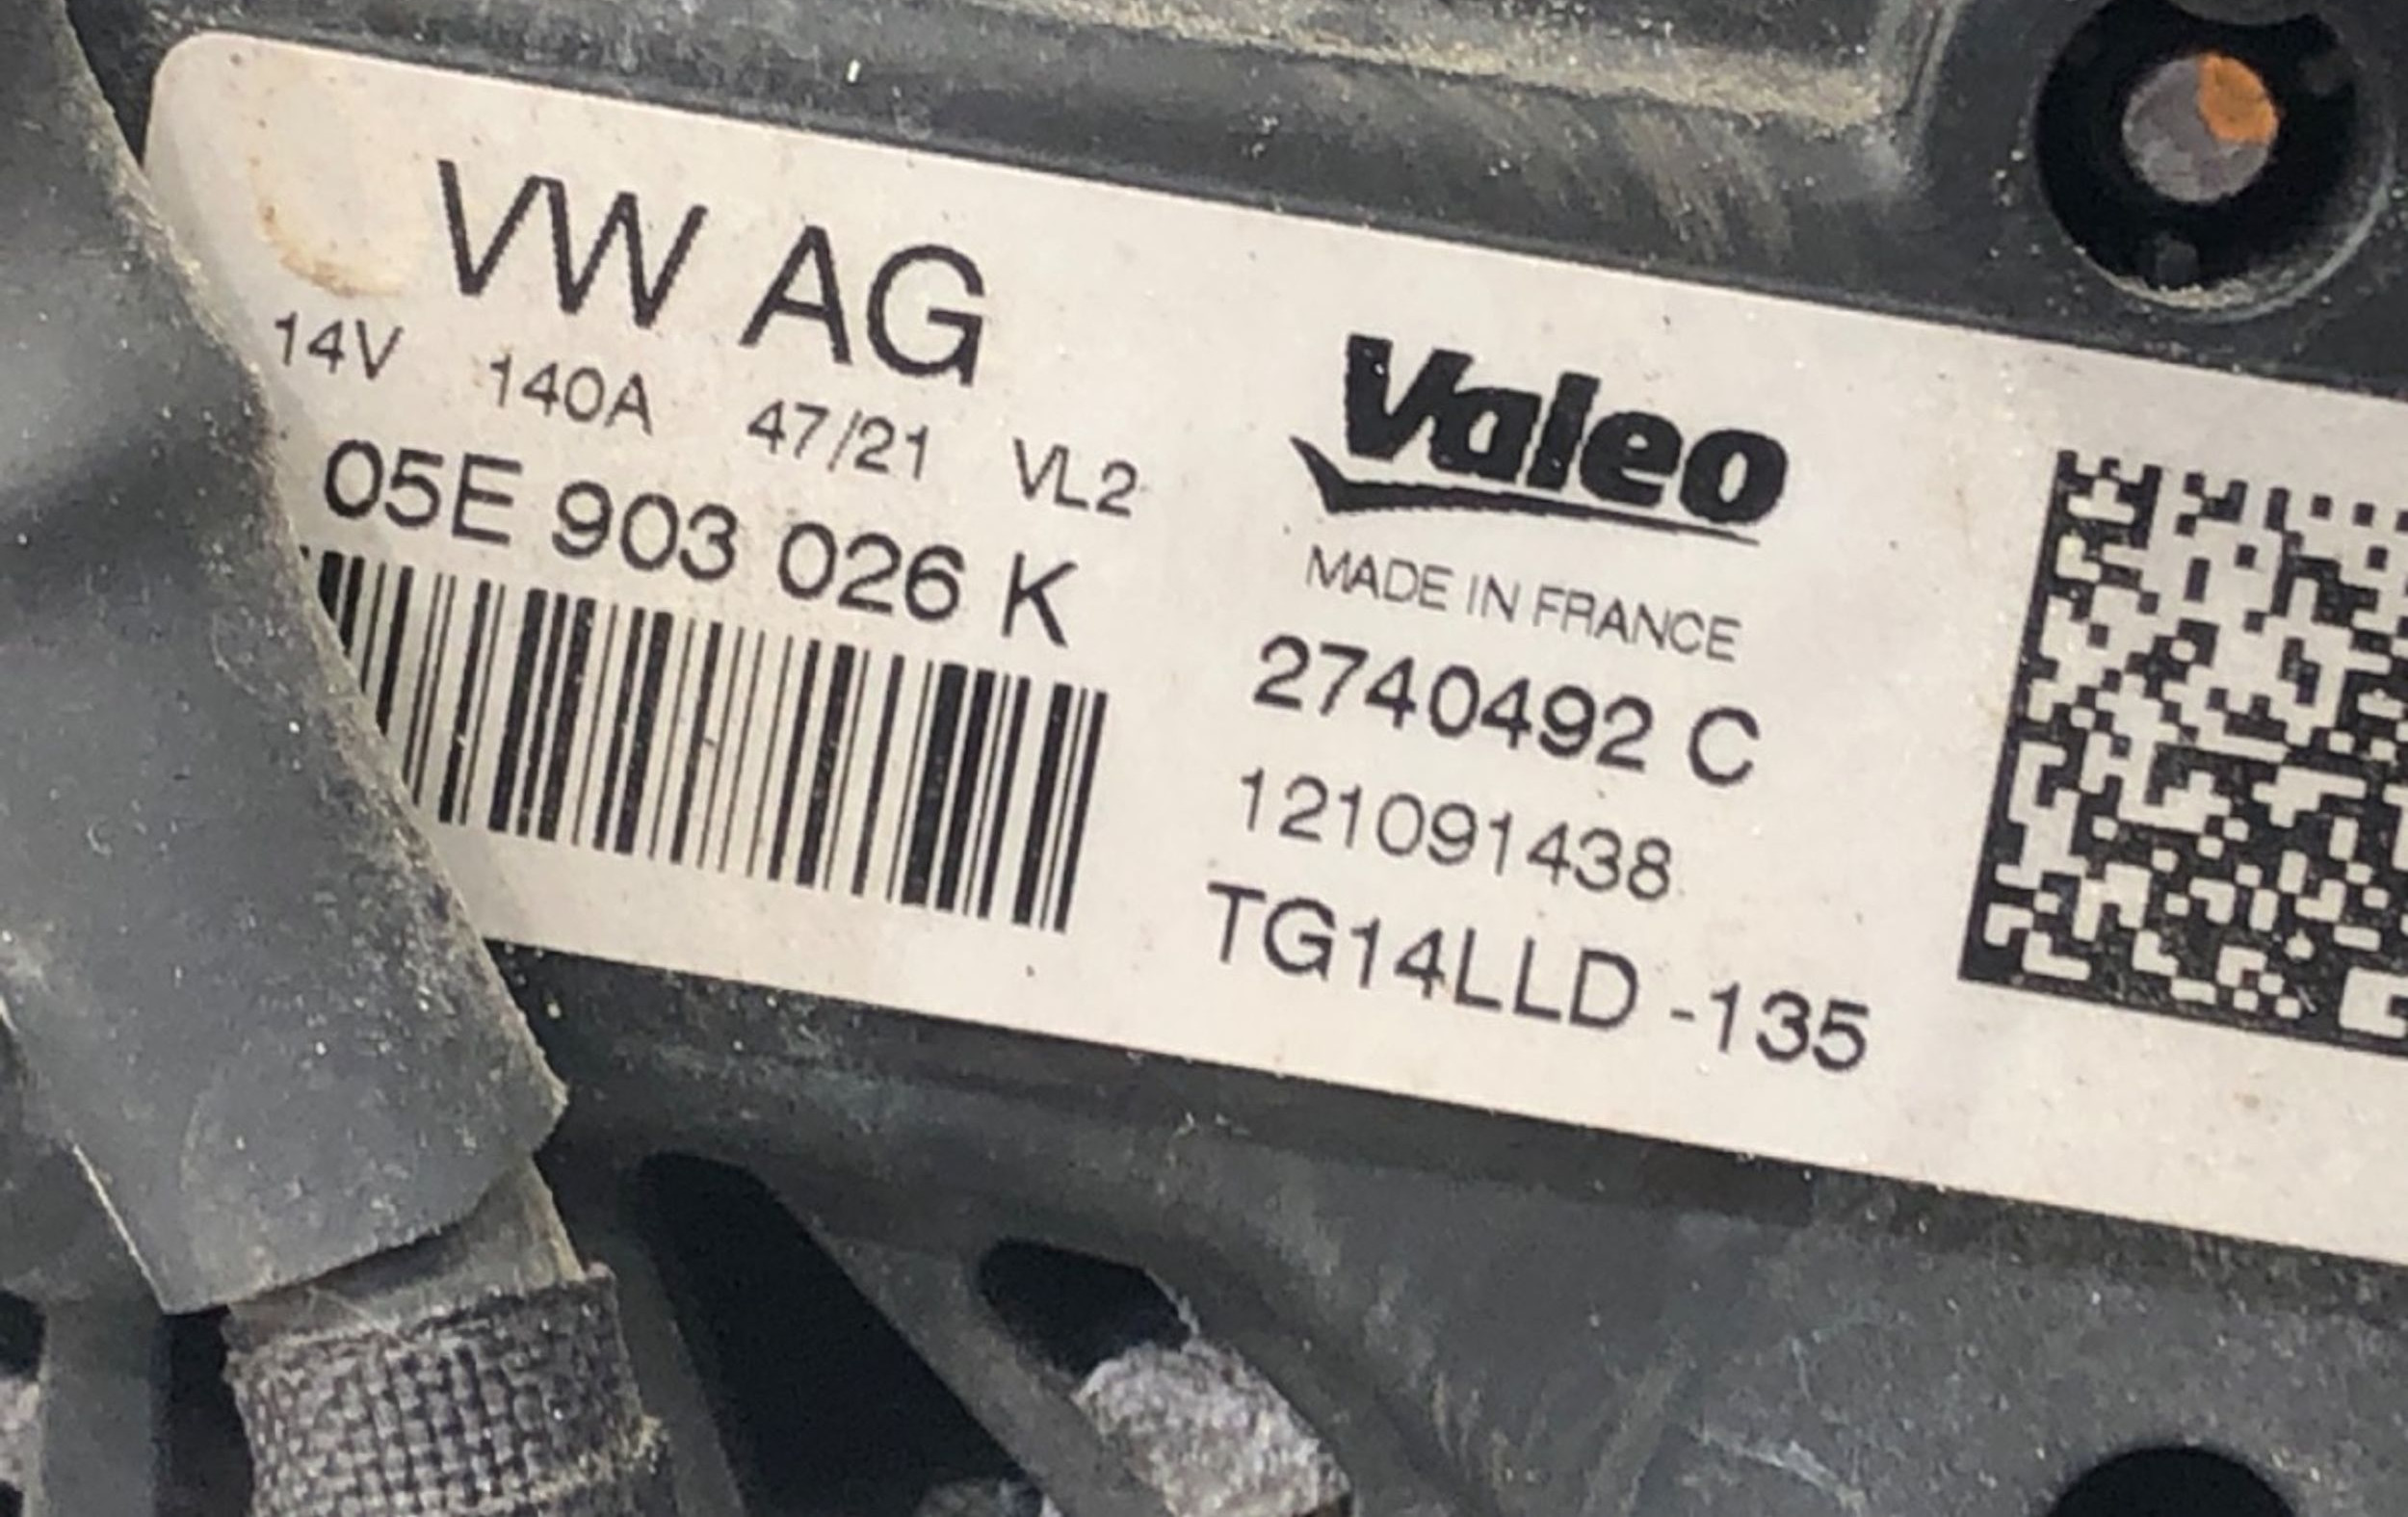 VW AG
14V 140A 47/21 VL2
05E 903 026 K
Valeo
MADE IN FRANCE
2740492 C
121091438
TG14LLD -135